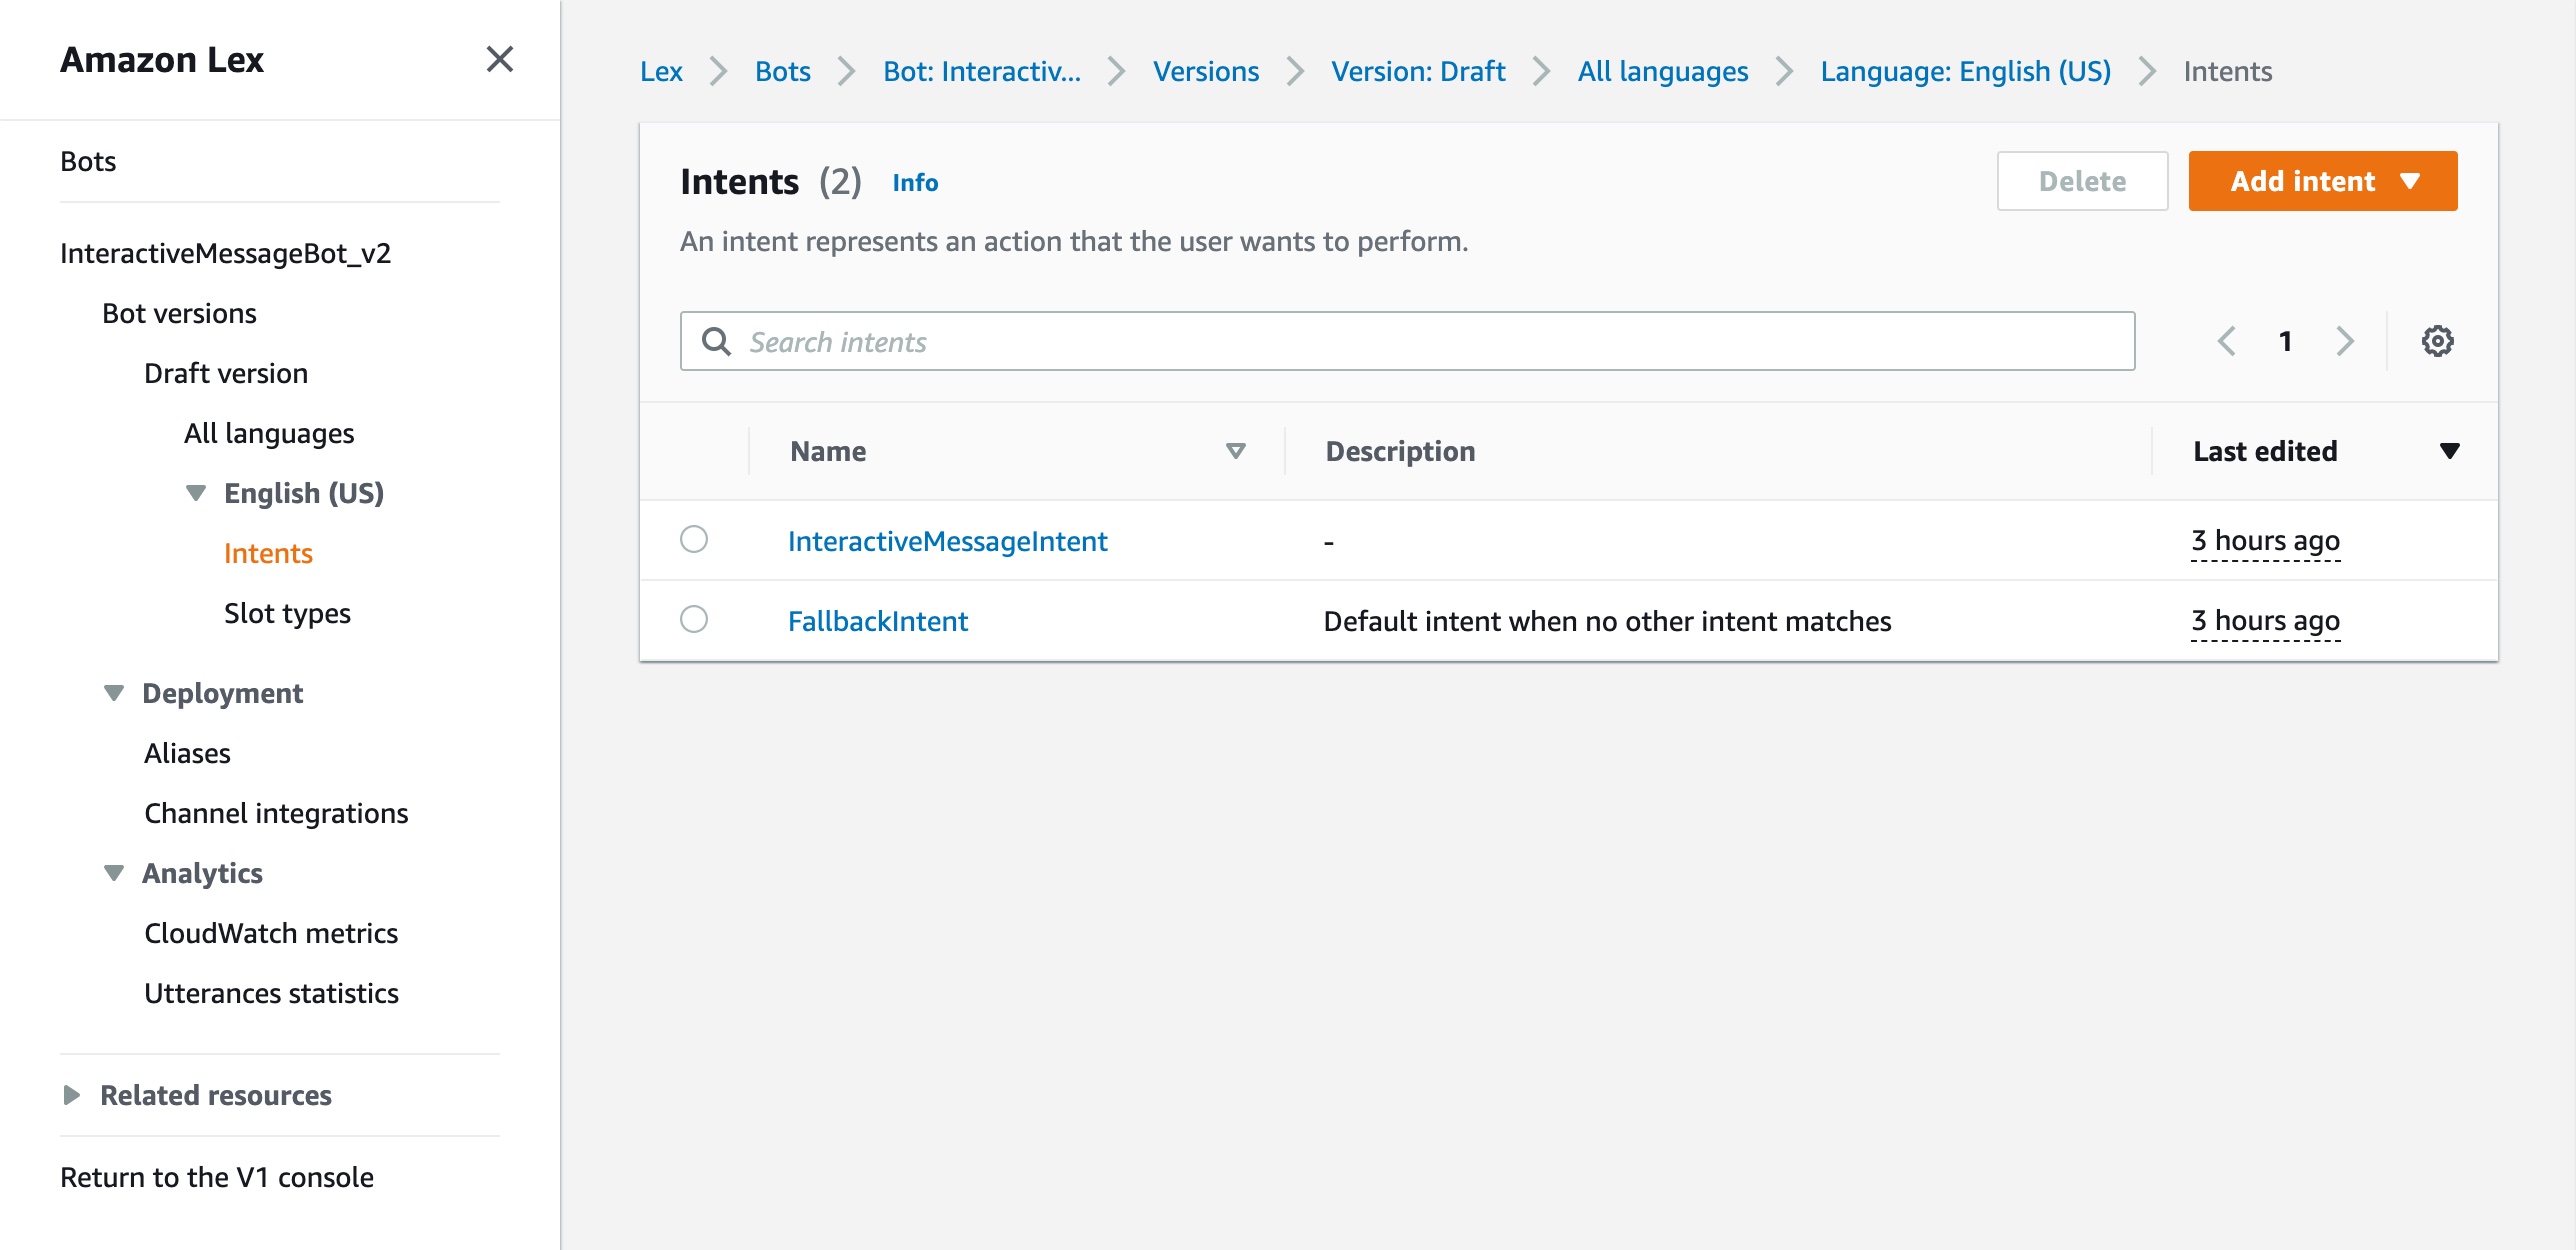 Amazon Lex
Bots
InteractiveMessageBot_v2
Bot versions
Draft version
All languages
English (US)
Intents
Slot types
Deployment
Aliases
Channel integrations
Analytics
CloudWatch metrics
Utterances statistics
Related resources
Return to the V1 console
Lex Bots Bot: Interactiv... Versions Version: Draft All languages Language: English (US) Intents
Intents (2) Info Delete Add intent
An intent represents an action that the user wants to perform.
Search intents 1
Name Description Last edited
InteractiveMessageIntent - 3 hours ago
FallbackIntent Default intent when no other intent matches 3 hours ago